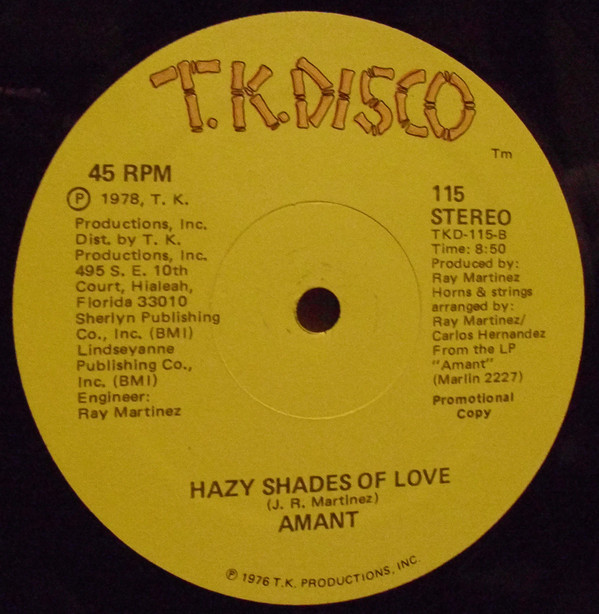 T.K. DISCO
Tm
45 RPM
Ⓟ 1978, T. K.
Productions, Inc.
Dist. by T. K.
Productions, Inc.
495 S. E. 10th
Court, Hialeah,
Florida 33010
Sherlyn Publishing
Co., Inc. (BMI)
Lindseyanne
Publishing Co.,
Inc. (BMI)
Engineer:
Ray Martinez
115
STEREO
TKD-115-B
Time: 8:50
Produced by:
Ray Martinez
Horns & strings
arranged by:
Ray Martinez/
Carlos Hernandez
From the LP
"Amant"
(Marlin 2227)
Promotional
Copy
HAZY SHADES OF LOVE
(J. R. Martinez)
AMANT
Ⓟ 1976 T.K. PRODUCTIONS, INC.